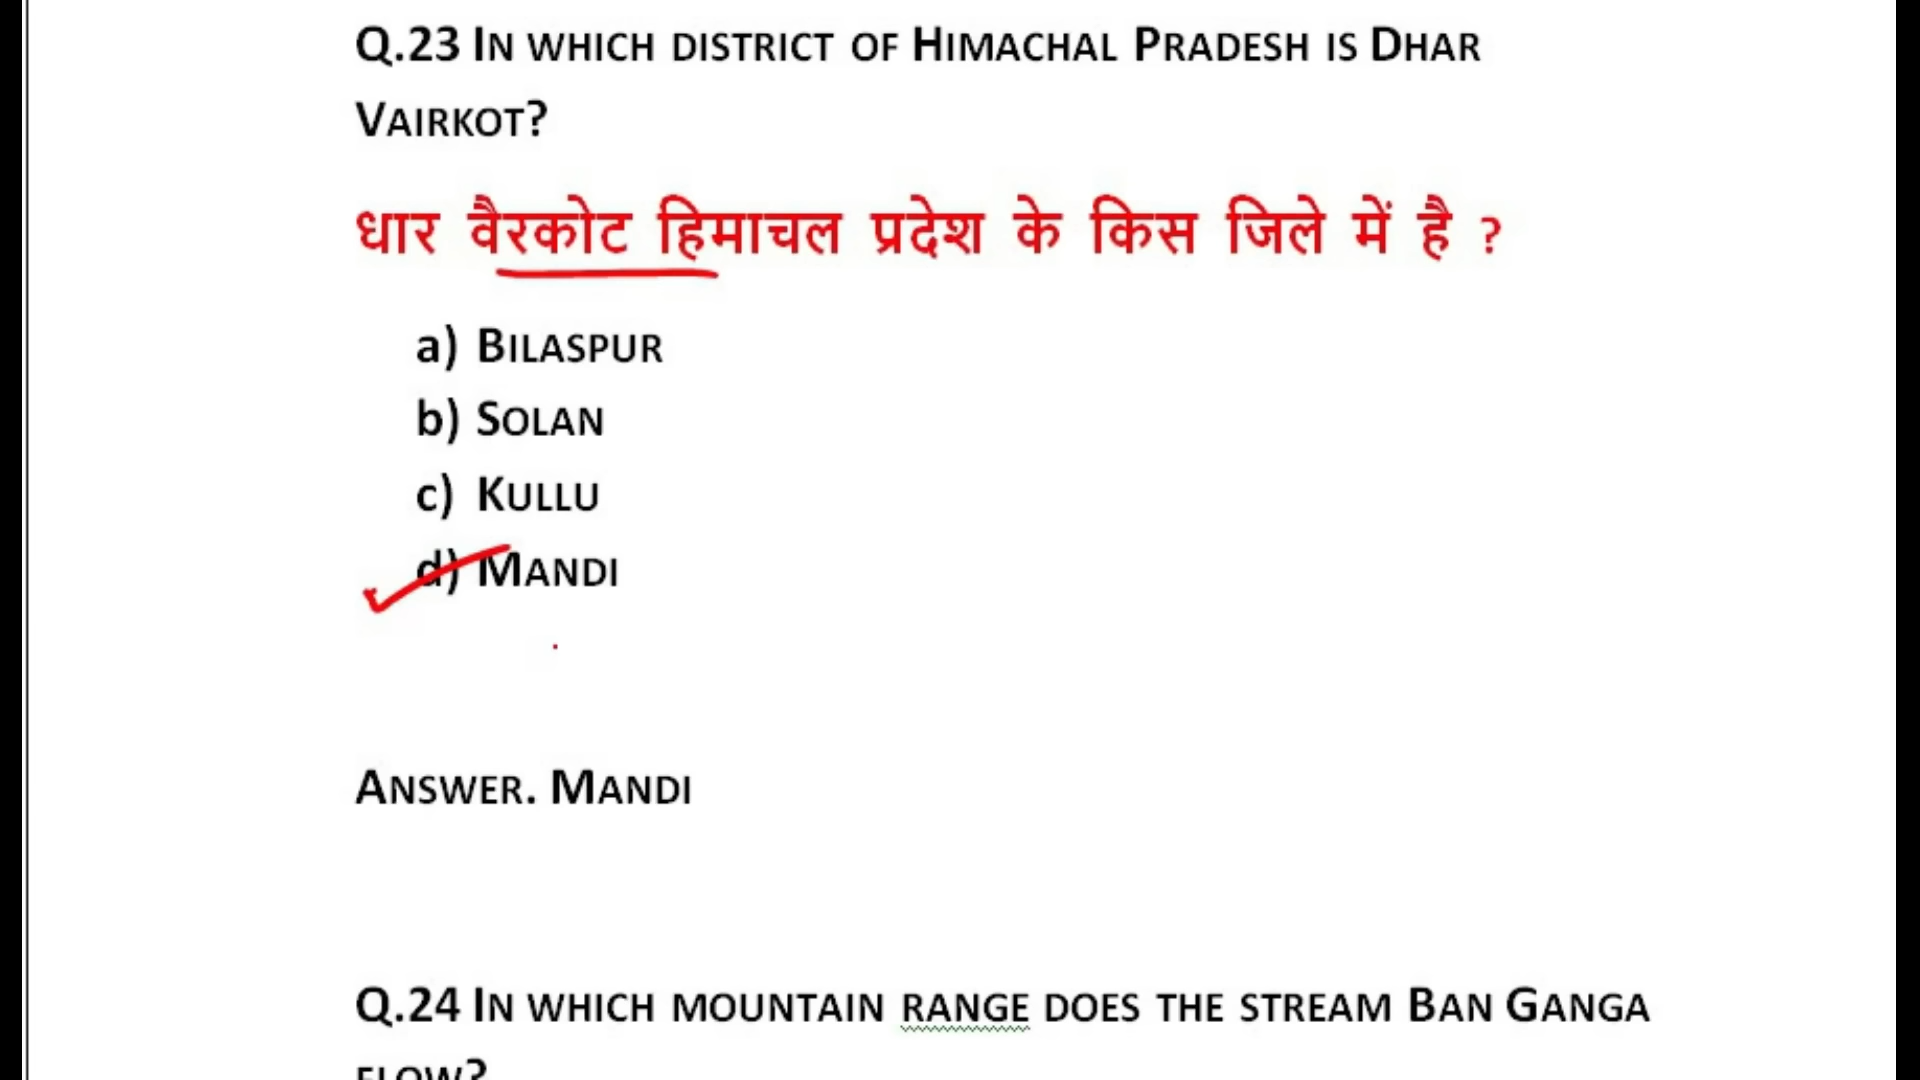 Q.23 IN WHICH DISTRICT OF HIMACHAL PRADESH IS DHAR
VAIRKOT?
धार वैरकोट हिमाचल प्रदेश के किस जिले में है ?
a) BILASPUR
b) SOLAN
c) KULLU
d) MANDI
ANSWER. MANDI
Q.24 IN WHICH MOUNTAIN RANGE DOES THE STREAM BAN GANGA
FLOW?